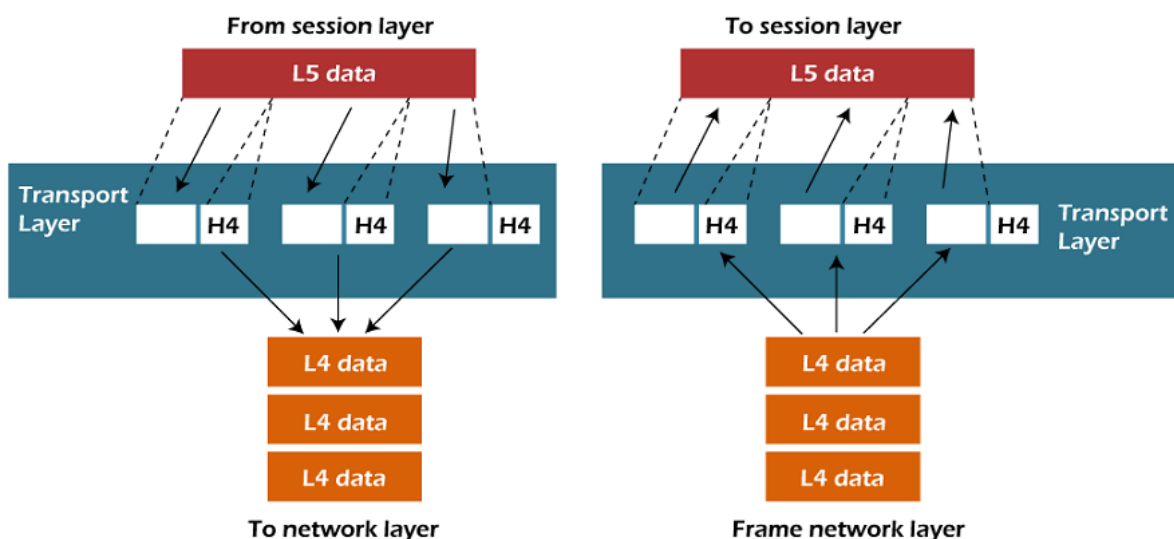 From session layer
L5 data
Transport
Layer
H4
H4
H4
L4 data
L4 data
L4 data
To network layer
To session layer
L5 data
H4
H4
H4
Transport
Layer
L4 data
L4 data
L4 data
Frame network layer